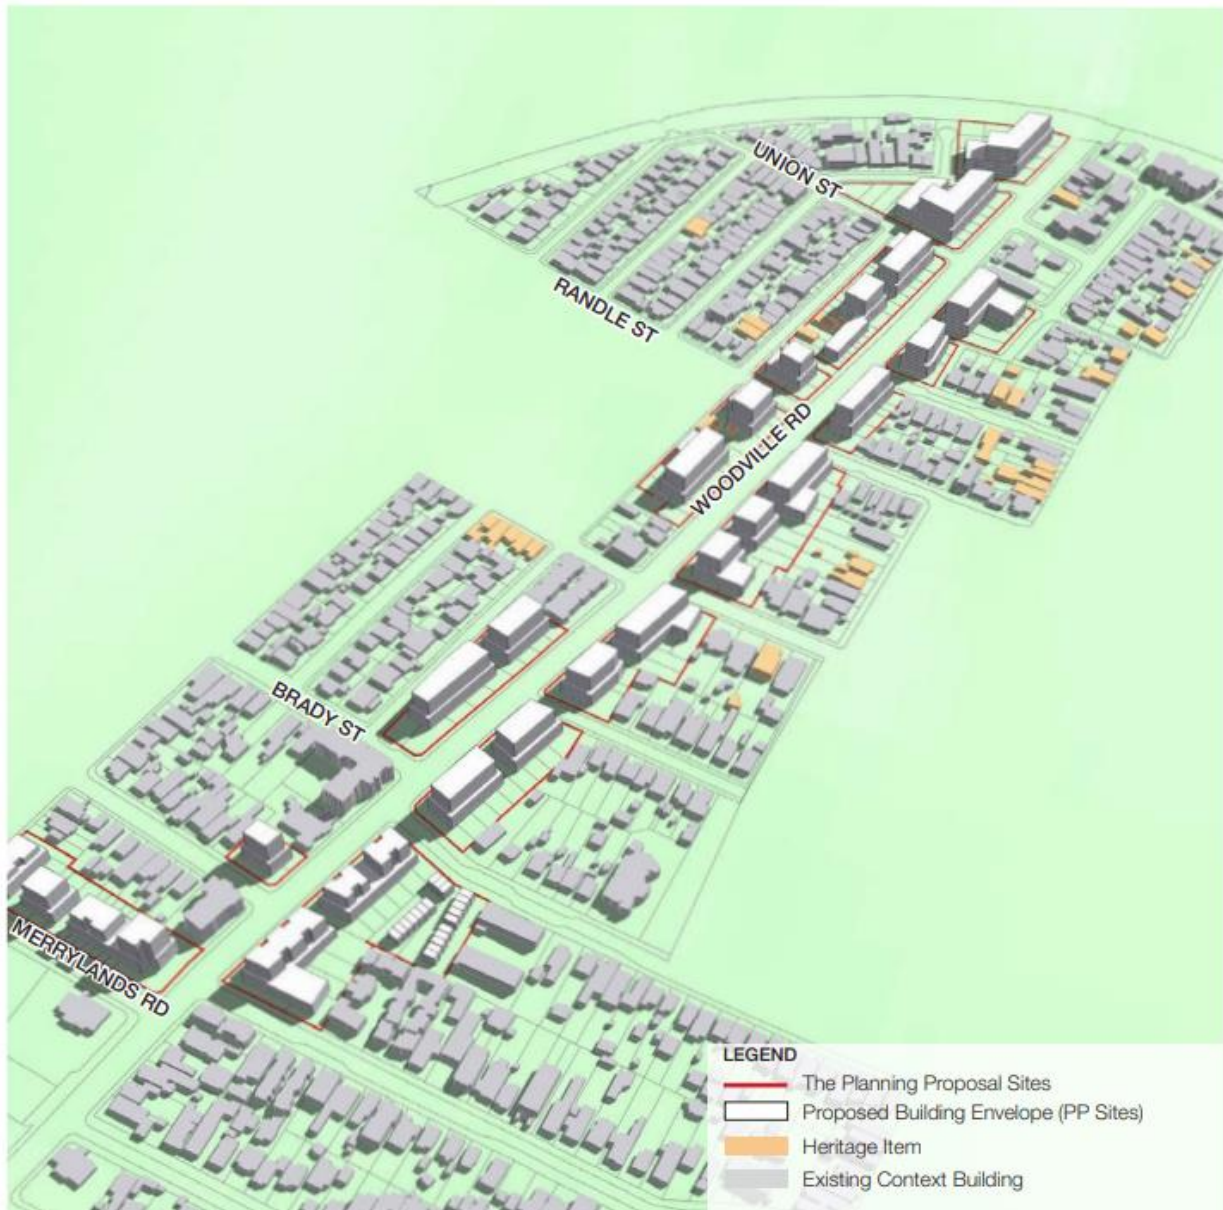 UNION ST
RANDLE ST
WOODVILLE RD
BRADY ST
MERRYLANDS RD
LEGEND
The Planning Proposal Sites
Proposed Building Envelope (PP Sites)
Heritage Item
Existing Context Building